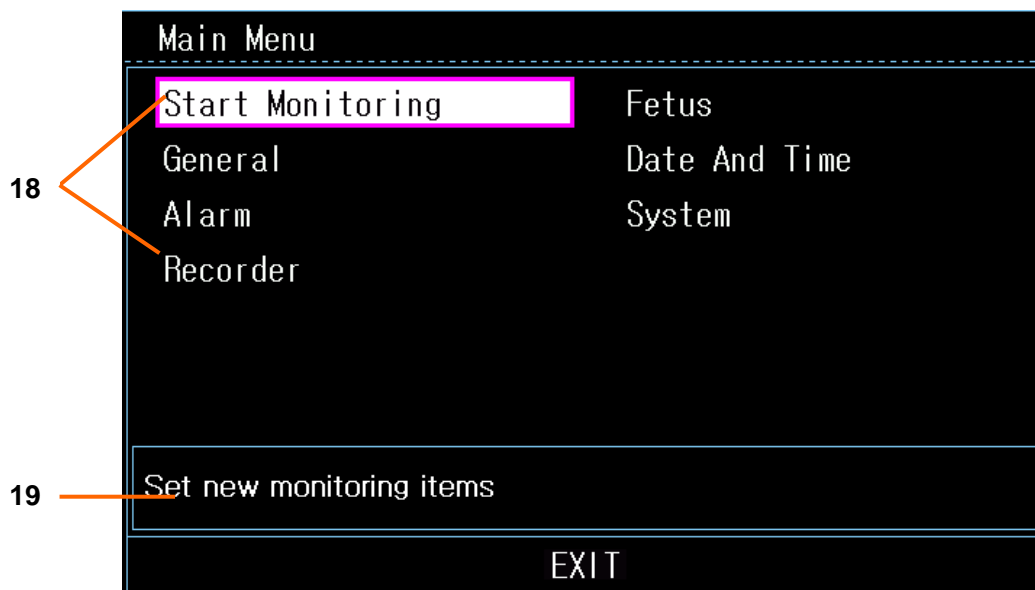 Main Menu
Start Monitoring
Fetus
General
Date And Time
18
Alarm
System
Recorder
19
Set new monitoring items
EXIT